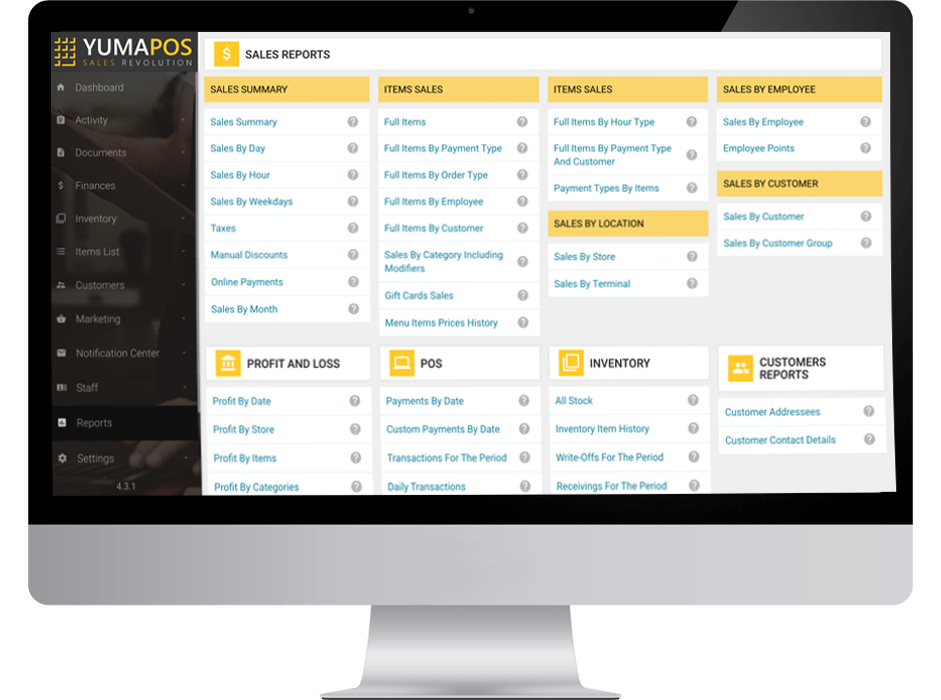 YUMAPOS
SALES REVOLUTION
Dashboard
Activity
Documents
Finances
Inventory
Items List
Customers
Marketing
Notification Center
Staff
Reports
Settings
4.3.1
$ SALES REPORTS
SALES SUMMARY
Sales Summary
Sales By Day
Sales By Hour
Sales By Weekdays
Taxes
Manual Discounts
Online Payments
Sales By Month
ITEMS SALES
Full Items
Full Items By Payment Type
Full Items By Order Type
Full Items By Employee
Full Items By Customer
Sales By Category Including
Modifiers
Gift Cards Sales
Menu Items Prices History
ITEMS SALES
Full Items By Hour Type
Full Items By Payment Type
And Customer
Payment Types By Items
SALES BY LOCATION
Sales By Store
Sales By Terminal
SALES BY EMPLOYEE
Sales By Employee
Employee Points
SALES BY CUSTOMER
Sales By Customer
Sales By Customer Group
PROFIT AND LOSS
Profit By Date
Profit By Store
Profit By Items
Profit By Categories
POS
Payments By Date
Custom Payments By Date
Transactions For The Period
Daily Transactions
INVENTORY
All Stock
Inventory Item History
Write-Offs For The Period
Receivings For The Period
CUSTOMERS
REPORTS
Customer Addressees
Customer Contact Details